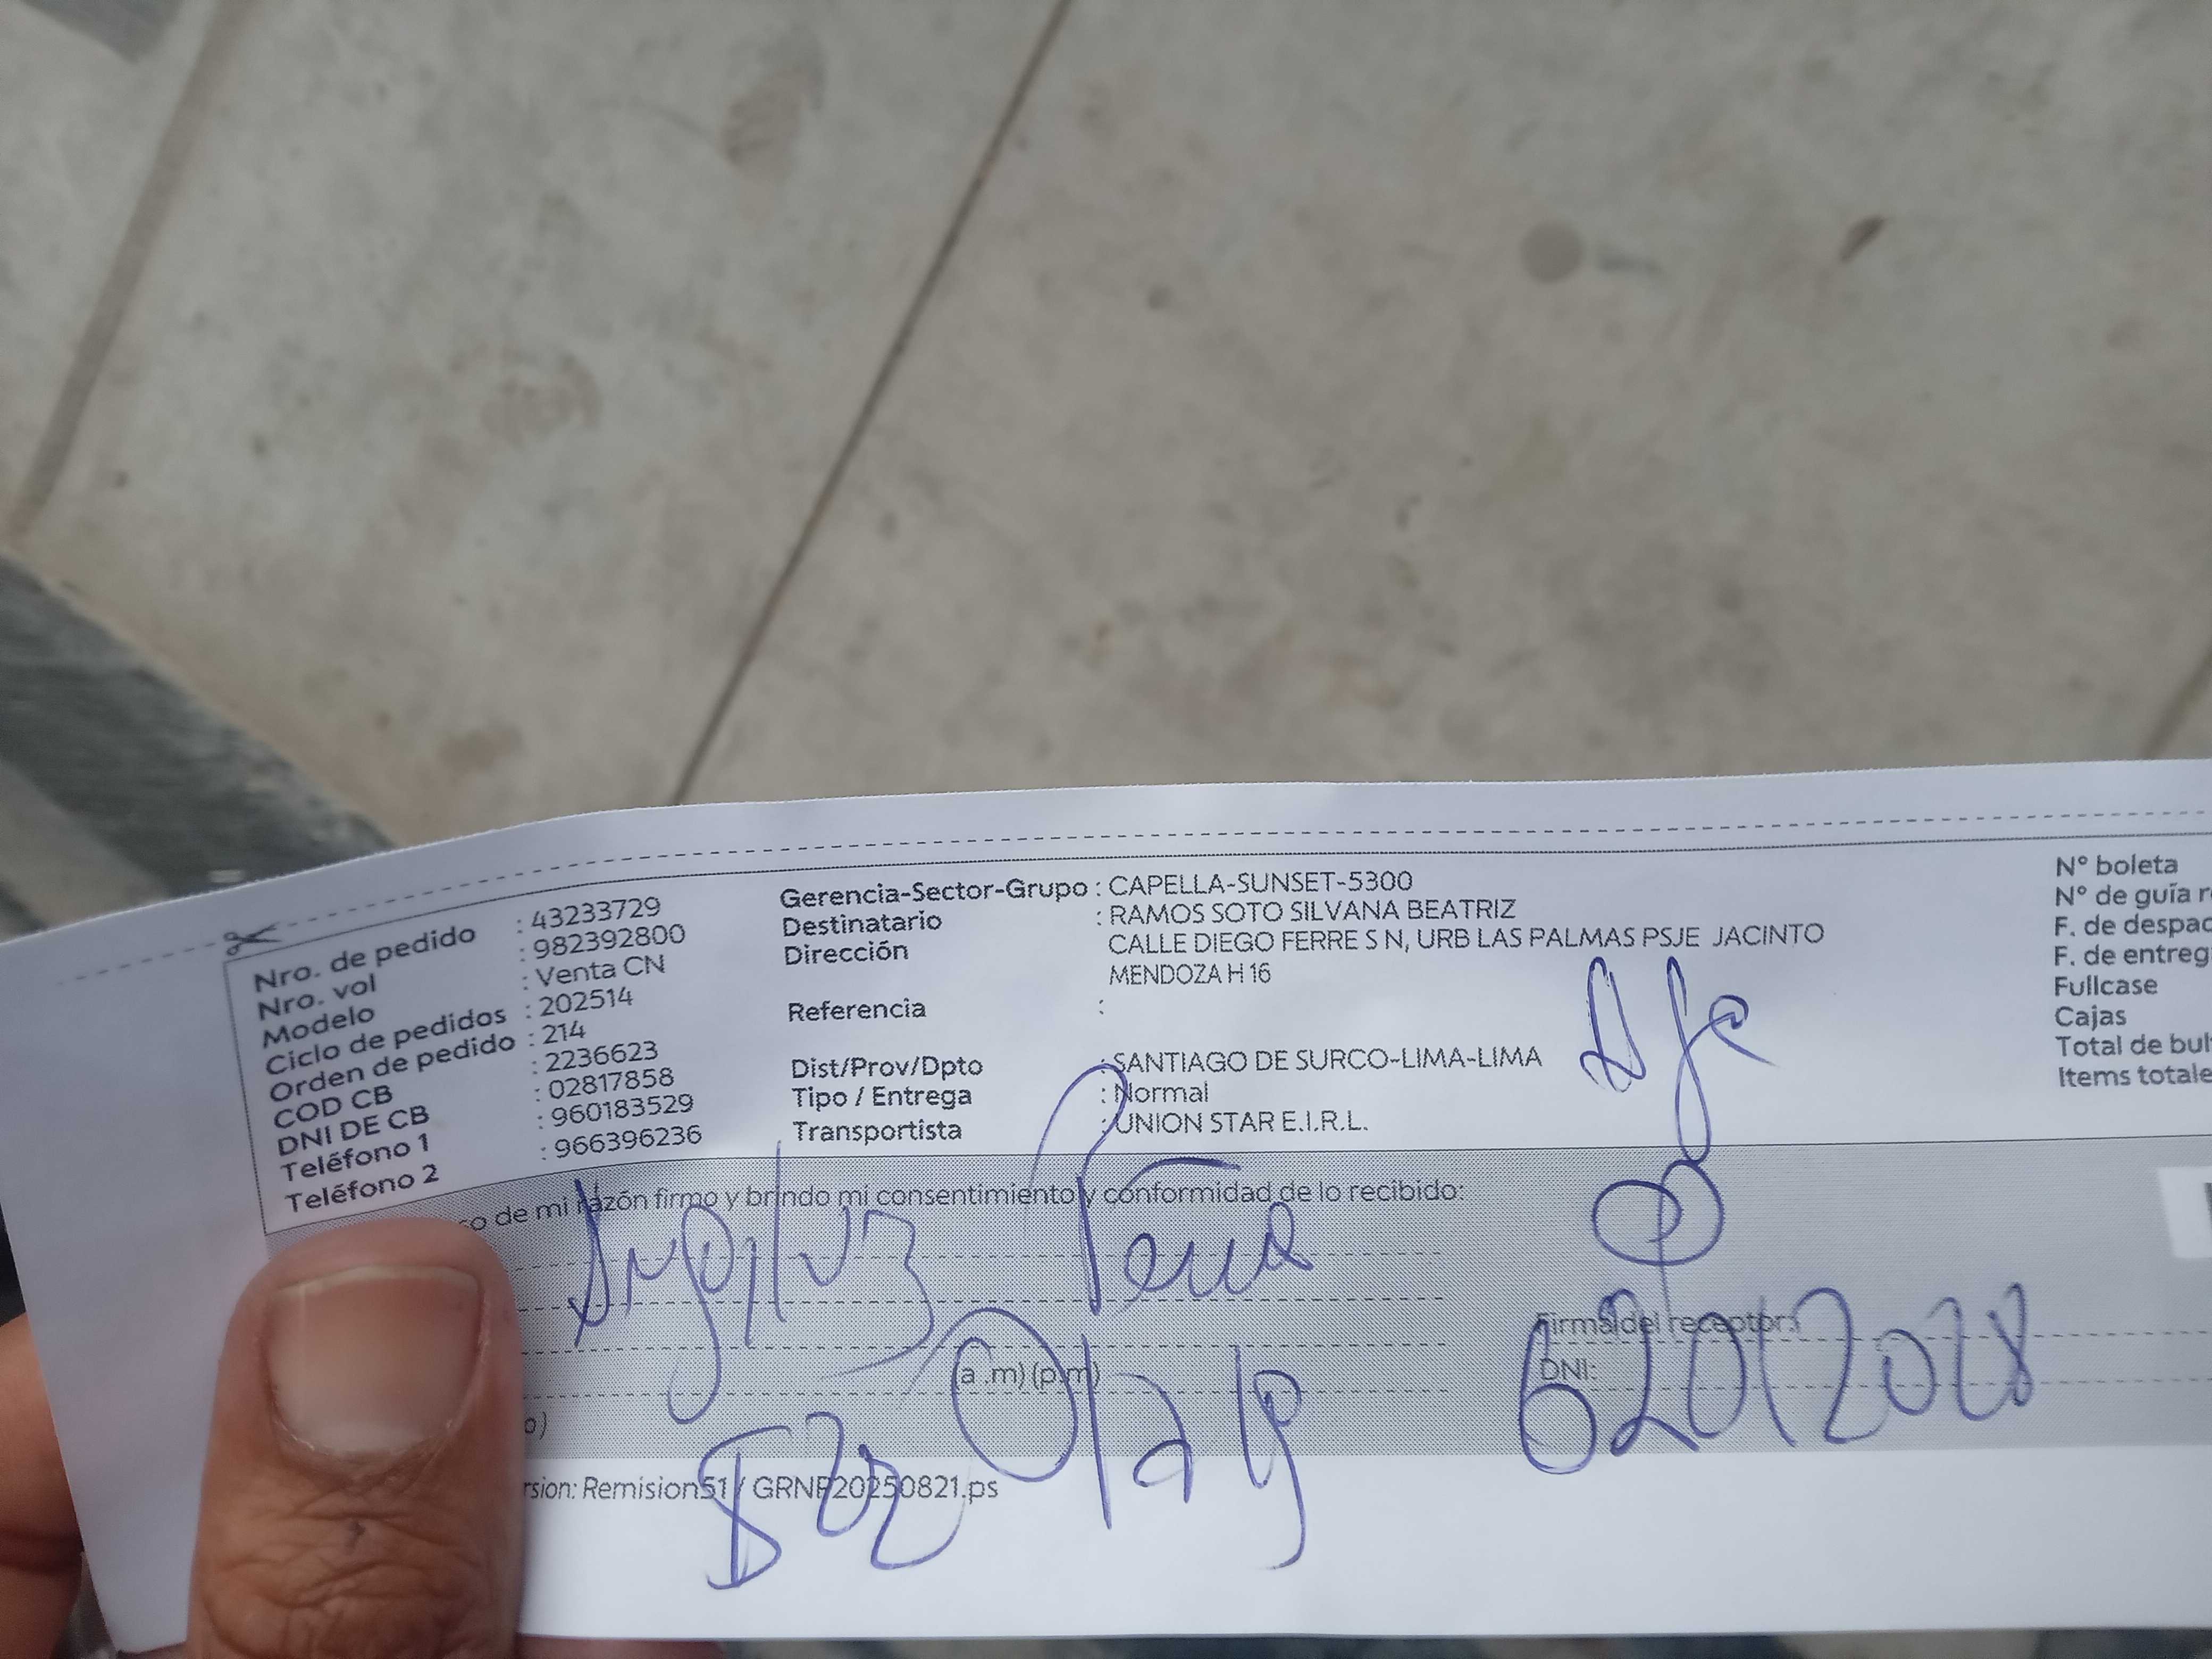 Nro. de pedido : 43233729
Nro. vol : 982392800
Modelo : Venta CN
Ciclo de pedidos : 202514
Orden de pedido : 214
COD CB : 2236623
DNI DE CB : 02817858
Teléfono 1 : 960183529
Teléfono 2 : 966396236
Gerencia-Sector-Grupo : CAPELLA-SUNSET-5300
Destinatario : RAMOS SOTO SILVANA BEATRIZ
Dirección CALLE DIEGO FERRE S N, URB LAS PALMAS PSJE JACINTO
MENDOZA H 16
Referencia :
Dist/Prov/Dpto : SANTIAGO DE SURCO-LIMA-LIMA
Tipo / Entrega : Normal
Transportista : UNION STAR E.I.R.L.
N° boleta
N° de guía r
F. de despac
F. de entreg
Fullcase
Cajas
Total de bul
Items totale
so de mi razón firmo y brindo mi consentimiento y conformidad de lo recibido:
Peña
Firma del receptor:
(a .m) (p.m)
DNI: 62012028
o)
rsion: Remision51 / GRNF20250821.ps